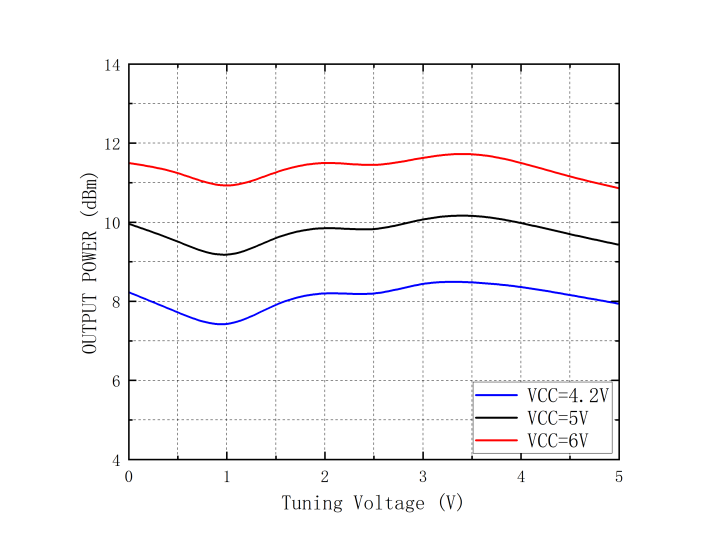 14
12
10
8
6
4
OUTPUT POWER (dBm)
VCC=4.2V
VCC=5V
VCC=6V
0 1 2 3 4 5
Tuning Voltage (V)